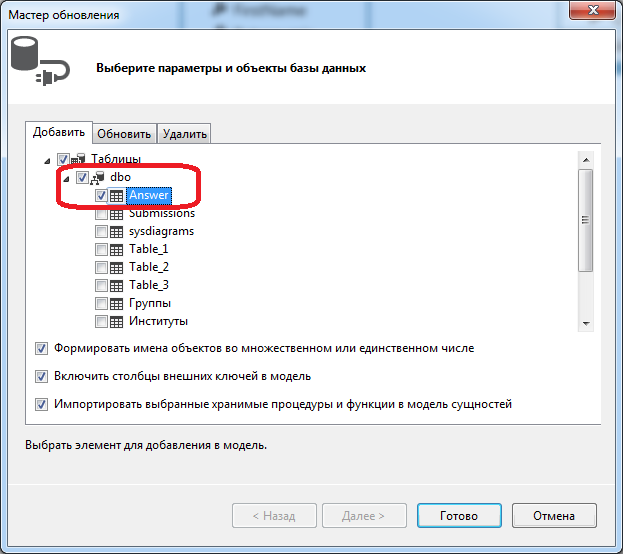 FirstName
Мастер обновления
Выберите параметры и объекты базы данных
Добавить Обновить Удалить
Таблицы
dbo
Answer
Submissions
sysdiagrams
Table_1
Table_2
Table_3
Группы
Институты
Формировать имена объектов во множественном или единственном числе
Включить столбцы внешних ключей в модель
Импортировать выбранные хранимые процедуры и функции в модель сущностей
Выбрать элемент для добавления в модель.
< Назад Далее > Готово Отмена